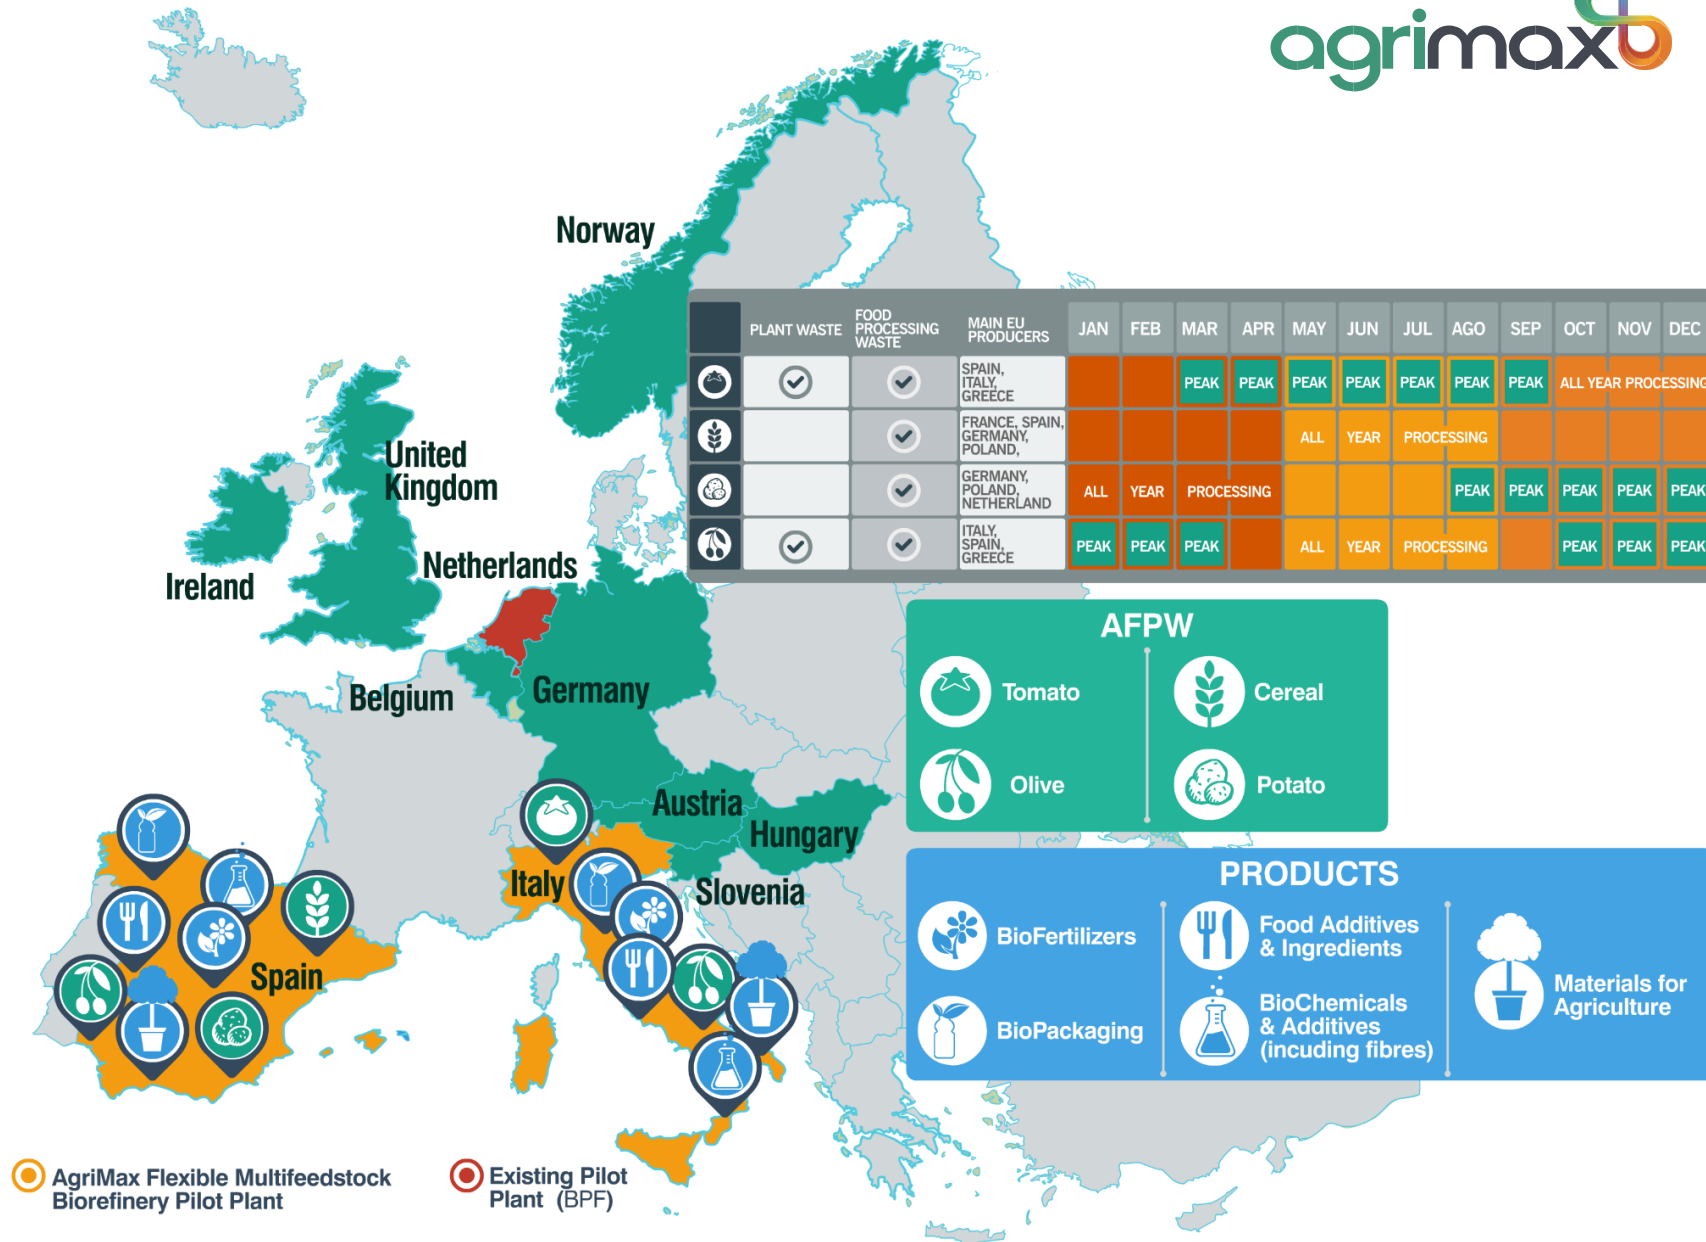 agrimax
Norway
United
Kingdom
Netherlands
Ireland
Belgium
Germany
Austria
Hungary
Italy
Slovenia
Spain
PLANT WASTE
FOOD
PROCESSING
WASTE
MAIN EU
PRODUCERS
JAN FEB MAR APR MAY JUN JUL AGO SEP OCT NOV DEC
SPAIN,
ITALY,
GREECE
PEAK PEAK PEAK PEAK PEAK PEAK PEAK ALL YEAR PROCESSING
FRANCE, SPAIN,
GERMANY,
POLAND,
ALL YEAR PROCESSING
GERMANY,
POLAND,
NETHERLAND
ALL YEAR PROCESSING PEAK PEAK PEAK PEAK PEAK
ITALY,
SPAIN,
GREECE
PEAK PEAK PEAK ALL YEAR PROCESSING PEAK PEAK PEAK
AFPW
Tomato
Cereal
Olive
Potato
PRODUCTS
BioFertilizers
Food Additives
& Ingredients
BioPackaging
BioChemicals
& Additives
(incuding fibres)
Materials for
Agriculture
AgriMax Flexible Multifeedstock
Biorefinery Pilot Plant
Existing Pilot
Plant (BPF)